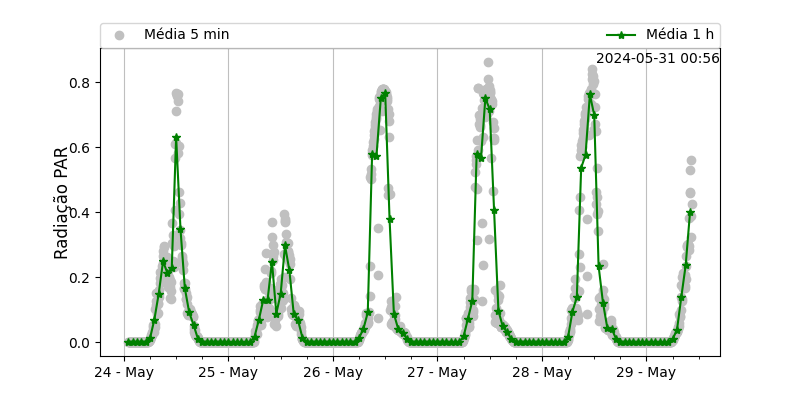 Média 5 min
Média 1 h
2024-05-31 00:56
Radiação PAR
0.8
0.6
0.4
0.2
0.0
24 - May
25 - May
26 - May
27 - May
28 - May
29 - May